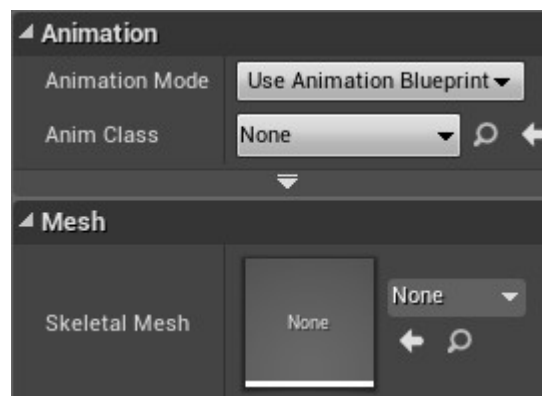 Animation
Animation Mode Use Animation Blueprint
Anim Class None
Mesh
None
Skeletal Mesh None